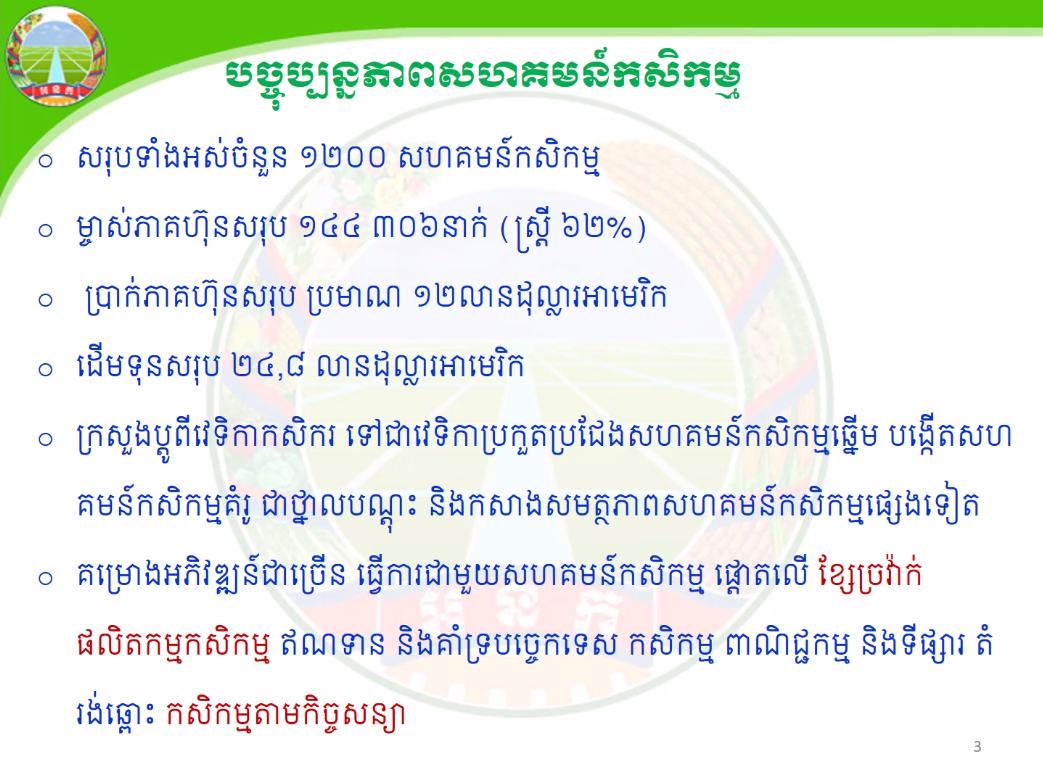 បច្ចុប្បន្នភាពសហគមន៍កសិកម្ម
○ សរុបទាំងអស់ចំនួន ១២០០ សហគមន៍កសិកម្ម
○ ម្ចាស់ភាគហ៊ុនសរុប ១៤៤ ៣០៦នាក់ (ស្រ្តី ៦២%)
○ ប្រាក់ភាគហ៊ុនសរុប ប្រមាណ ១២លានដុល្លារអាមេរិក
○ ដើមទុនសរុប ២៤,៨ លានដុល្លារអាមេរិក
○ ក្រសួងប្តូពីវេទិកាកសិករ ទៅជាវេទិកាប្រកួតប្រជែងសហគមន៍កសិកម្មឆ្នើម បង្កើតសហ
គមន៍កសិកម្មគំរូ ជាថ្នាលបណ្តុះ និងកសាងសមត្ថភាពសហគមន៍កសិកម្មផ្សេងទៀត
○ គម្រោងអភិវឌ្ឍន៍ជាច្រើន ធ្វើការជាមួយសហគមន៍កសិកម្ម ផ្តោតលើ ខ្សែច្រវ៉ាក់
ផលិតកម្មកសិកម្ម ឥណទាន និងគាំទ្របច្ចេកទេស កសិកម្ម ពាណិជ្ជកម្ម និងទីផ្សារ តំ
រង់ឆ្ពោះ កសិកម្មតាមកិច្ចសន្យា
3
អ ន ក